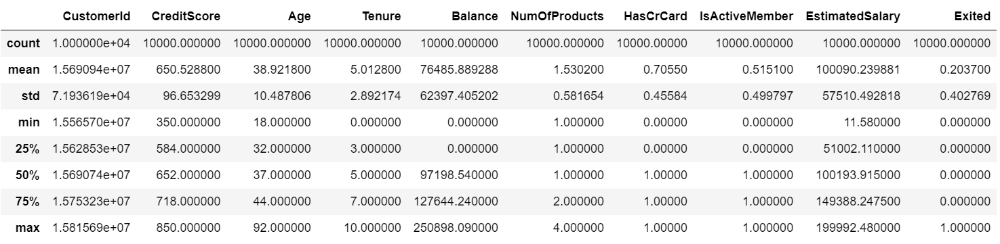 CustomerId CreditScore Age Tenure Balance NumOfProducts HasCrCard IsActiveMember EstimatedSalary Exited
count 1.000000e+04 10000.000000 10000.000000 10000.000000 10000.000000 10000.000000 10000.00000 10000.000000 10000.000000 10000.000000
mean 1.569094e+07 650.528800 38.921800 5.012800 76485.889288 1.530200 0.70550 0.515100 100090.239881 0.203700
std 7.193619e+04 96.653299 10.487806 2.892174 62397.405202 0.581654 0.45584 0.499797 57510.492818 0.402769
min 1.556570e+07 350.000000 18.000000 0.000000 0.000000 1.000000 0.00000 0.000000 11.580000 0.000000
25% 1.562853e+07 584.000000 32.000000 3.000000 0.000000 1.000000 0.00000 0.000000 51002.110000 0.000000
50% 1.569074e+07 652.000000 37.000000 5.000000 97198.540000 1.000000 1.00000 1.000000 100193.915000 0.000000
75% 1.575323e+07 718.000000 44.000000 7.000000 127644.240000 2.000000 1.00000 1.000000 149388.247500 0.000000
max 1.581569e+07 850.000000 92.000000 10.000000 250898.090000 4.000000 1.00000 1.000000 199992.480000 1.000000